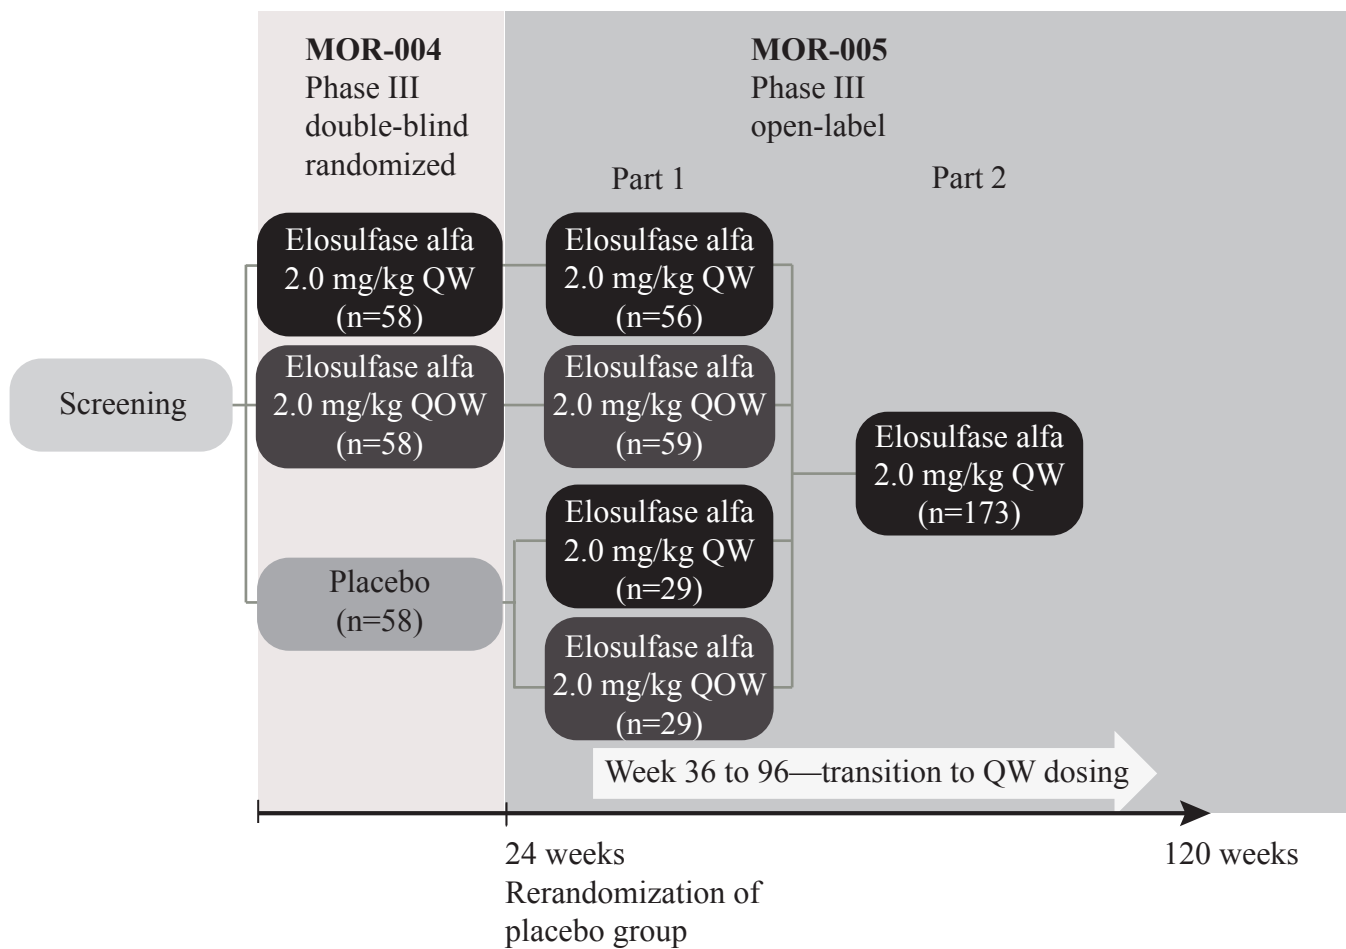 MOR-004
Phase III
double-blind
randomized
MOR-005
Phase III
open-label
Part 1
Part 2
Screening
Elosulfase alfa
2.0 mg/kg QW
(n=58)
Elosulfase alfa
2.0 mg/kg QOW
(n=58)
Placebo
(n=58)
Elosulfase alfa
2.0 mg/kg QW
(n=56)
Elosulfase alfa
2.0 mg/kg QOW
(n=59)
Elosulfase alfa
2.0 mg/kg QW
(n=29)
Elosulfase alfa
2.0 mg/kg QOW
(n=29)
Elosulfase alfa
2.0 mg/kg QW
(n=173)
Week 36 to 96—transition to QW dosing
24 weeks
Rerandomization of
placebo group
120 weeks